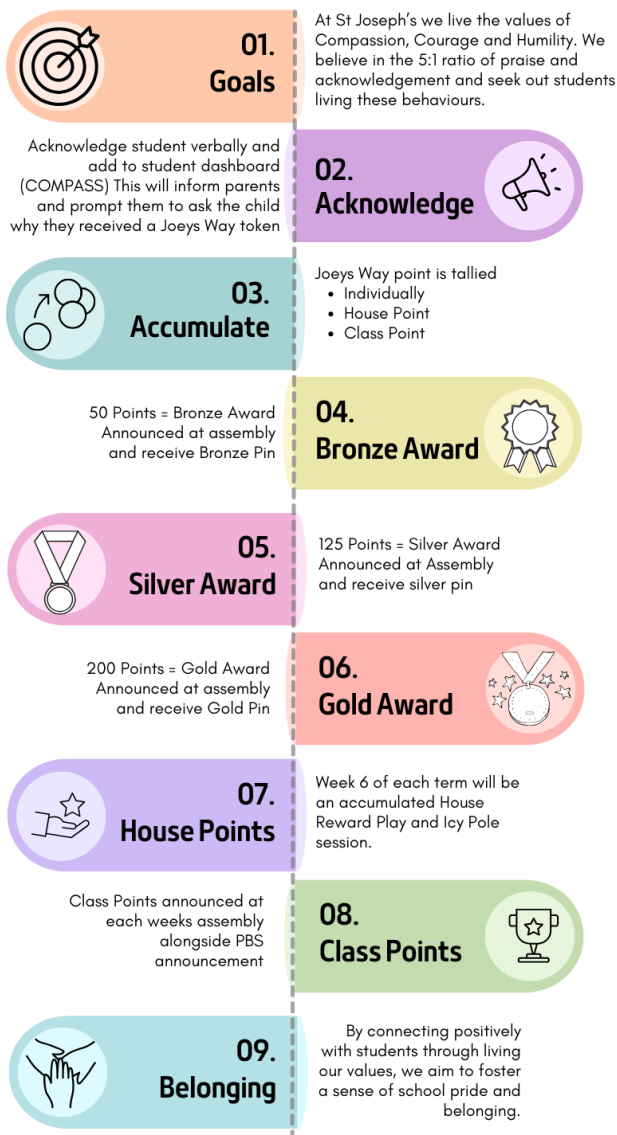 01.
Goals
At St Joseph's we live the values of
Compassion, Courage and Humility. We
believe in the 5:1 ratio of praise and
acknowledgement and seek out students
living these behaviours.
Acknowledge student verbally and
add to student dashboard
(COMPASS) This will inform parents
and prompt them to ask the child
why they received a Joeys Way token
02.
Acknowledge
03.
Accumulate
Joeys Way point is tallied
• Individually
• House Point
• Class Point
50 Points = Bronze Award
Announced at assembly
and receive Bronze Pin
04.
Bronze Award
05.
Silver Award
125 Points = Silver Award
Announced at Assembly
and receive silver pin
200 Points = Gold Award
Announced at assembly
and receive Gold Pin
06.
Gold Award
07.
House Points
Week 6 of each term will be
an accumulated House
Reward Play and Icy Pole
session.
Class Points announced at
each weeks assembly
alongside PBS
announcement
08.
Class Points
09.
Belonging
By connecting positively
with students through living
our values, we aim to foster
a sense of school pride and
belonging.